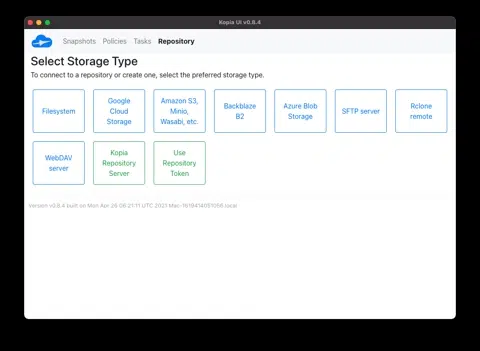 Kopia UI v0.8.4
Snapshots Policies Tasks Repository
Select Storage Type
To connect to a repository or create one, select the preferred storage type.
Filesystem
Google
Cloud
Storage
Amazon S3,
Minio,
Wasabi, etc.
Backblaze
B2
Azure Blob
Storage
SFTP server
Rclone
remote
WebDAV
server
Kopia
Repository
Server
Use
Repository
Token
Version v0.8.4 built on Mon Apr 26 06:21:11 UTC 2021